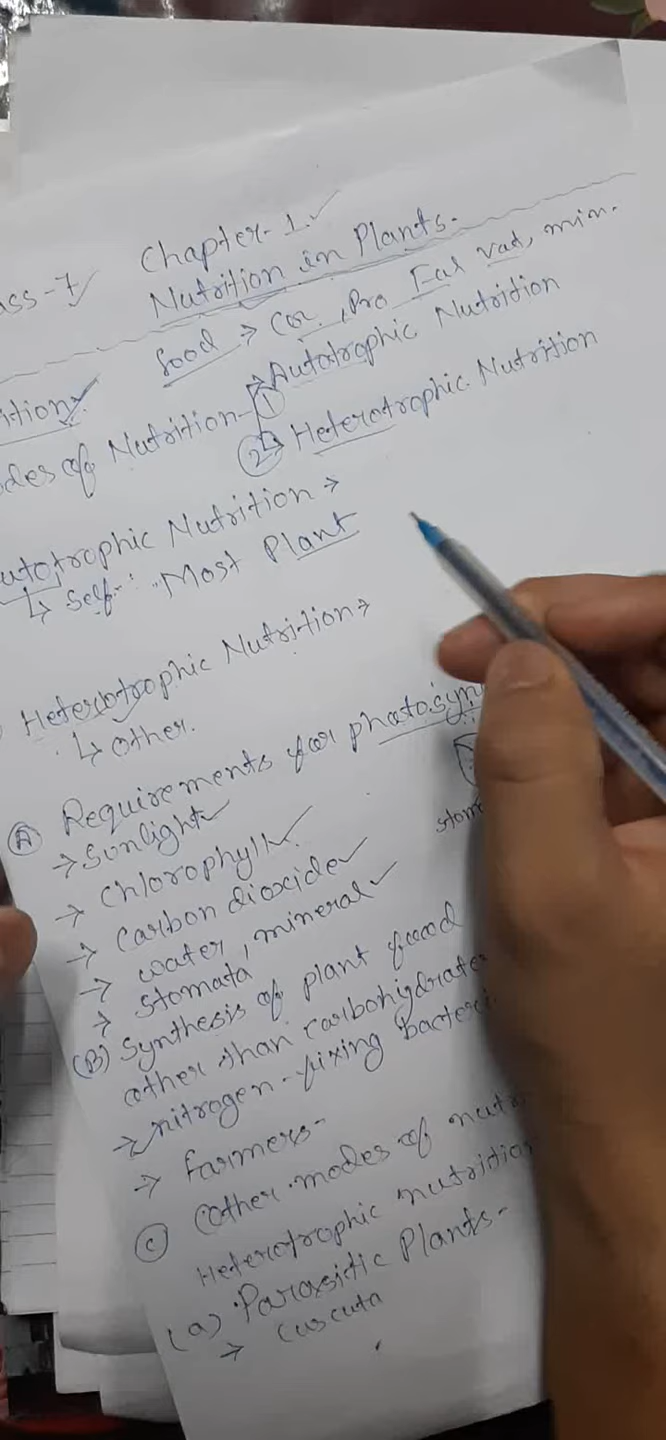 Chapter-1
ass-7
Nutrition in Plants.
food → Car, Pro Fat vat, min.
ition
① Autotrophic Nutrition
des of Nutrition-
② → Heterotrophic Nutrition
utotrophic Nutrition →
↳ Self- Most Plant
Heterotrophic Nutrition →
↳ other.
Ⓐ Requirements for photosyn
→ Sunlight
→ Chlorophyll
stom
→ Carbon dioxide
→ water, mineral
→ Stomata
(B) Synthesis of plant food
other than carbohydrate
→ nitrogen-fixing bacteri
→ farmers-
Ⓒ Other modes of nutr
Heterotrophic nutrition
(a) Parasitic Plants-
→ Cuscuta